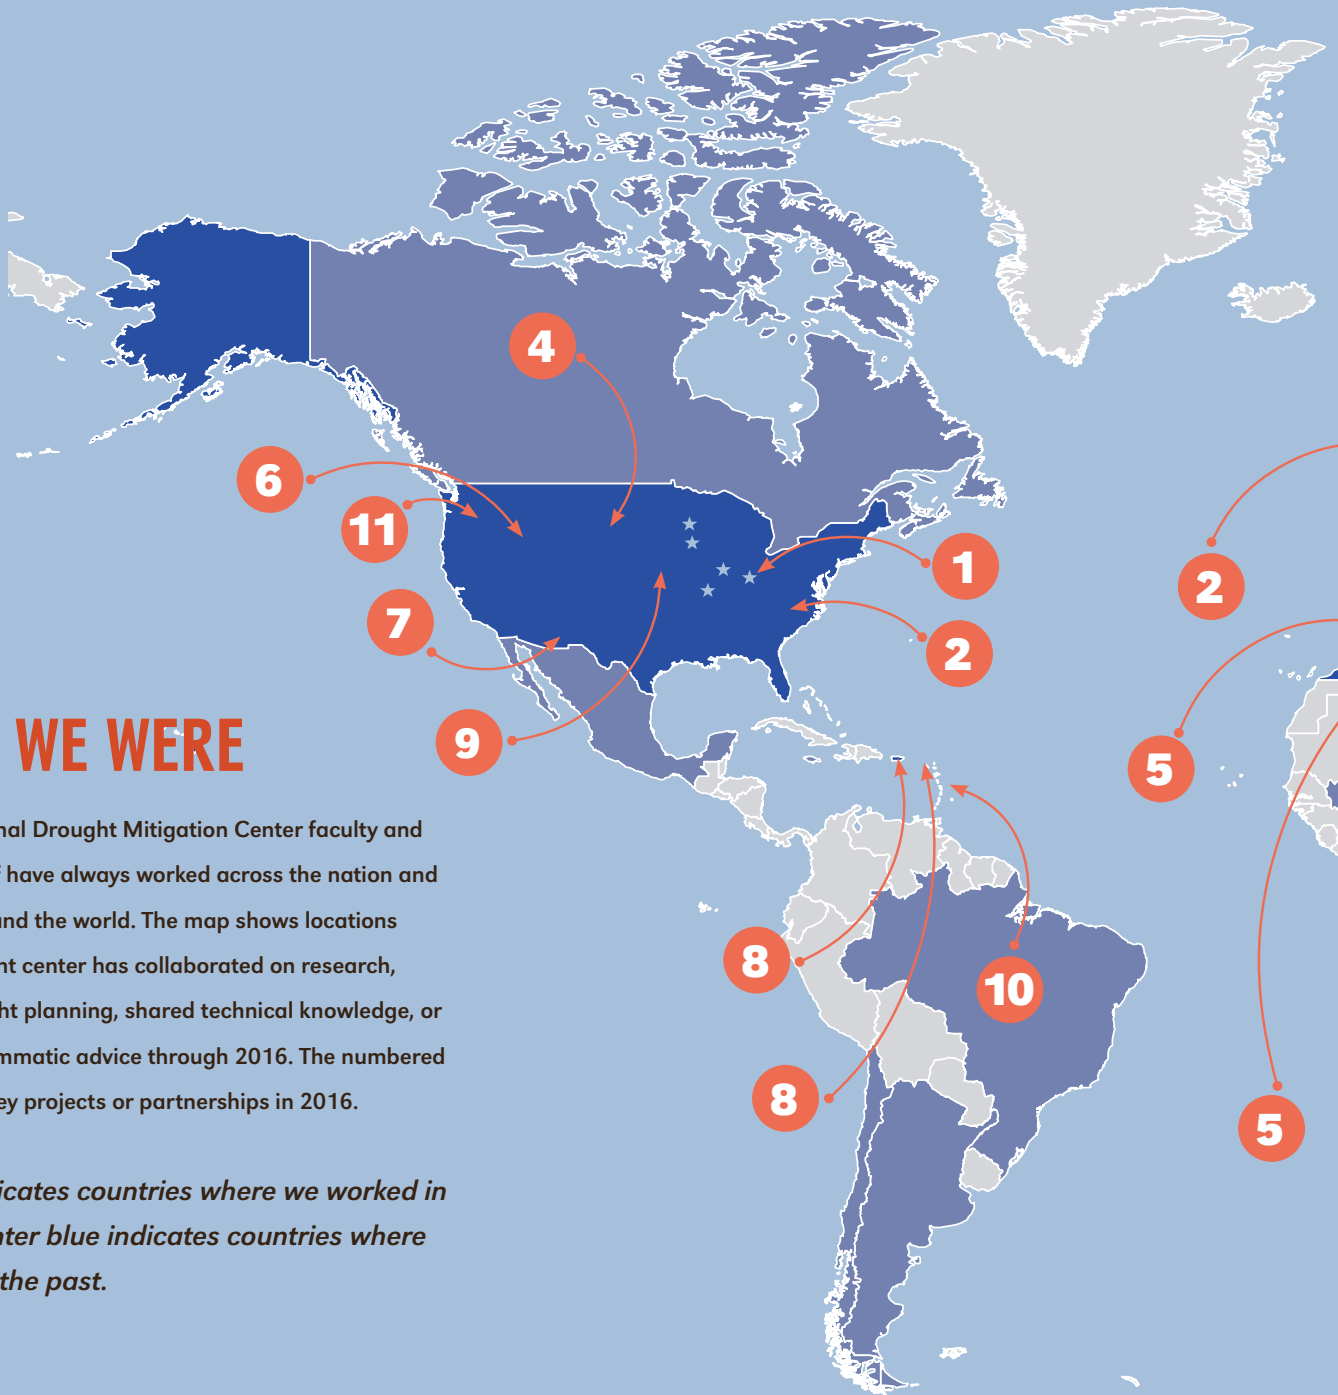 4
6
11
1
2
7
2
9
5
WE WERE
nal Drought Mitigation Center faculty and
f have always worked across the nation and
und the world. The map shows locations
nt center has collaborated on research,
ht planning, shared technical knowledge, or
mmatic advice through 2016. The numbered
ey projects or partnerships in 2016.
8
10
8
5
icates countries where we worked in
hter blue indicates countries where
the past.